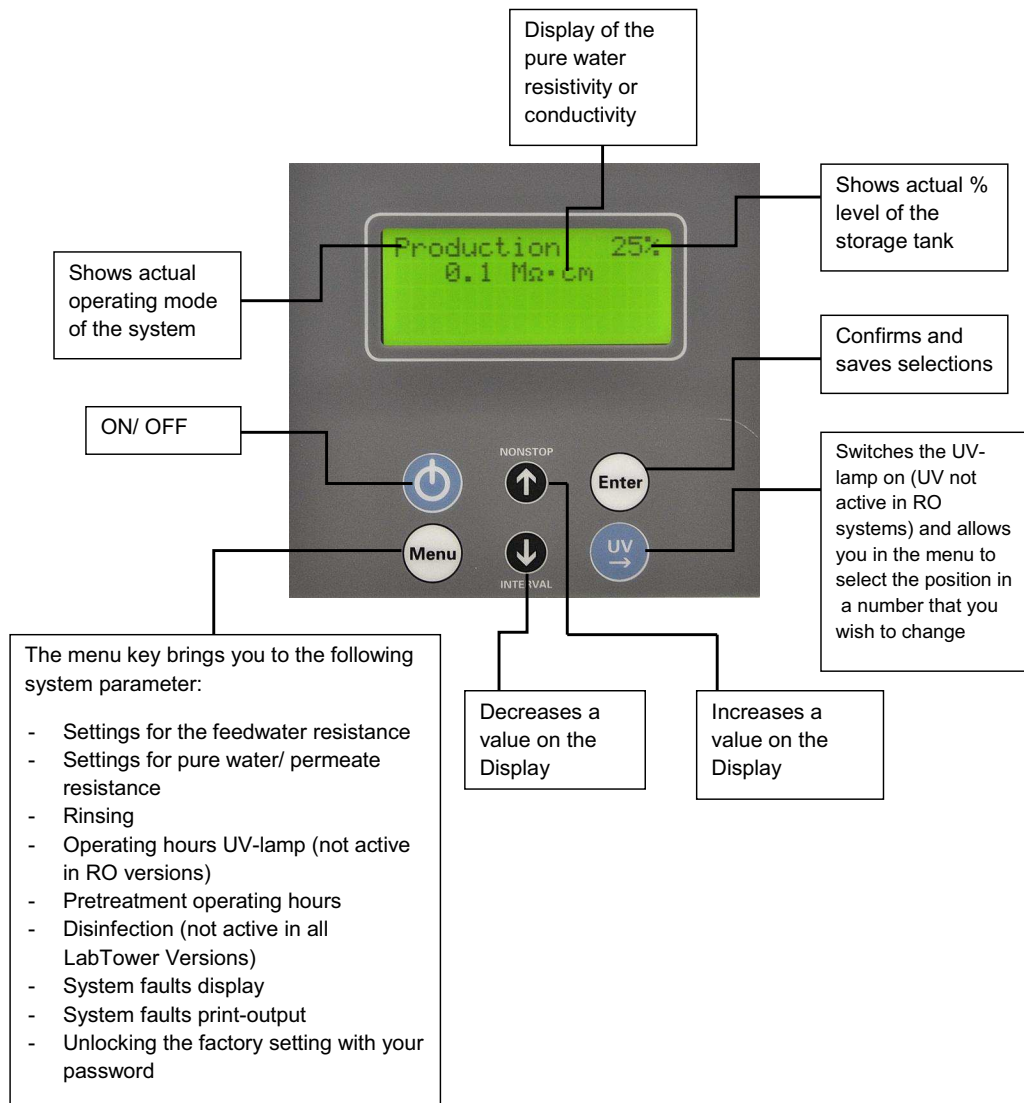 Display of the
pure water
resistivity or
conductivity
Shows actual %
level of the
storage tank
Production 25%
0.1 MΩ·cm
Shows actual
operating mode
of the system
Confirms and
saves selections
ON/ OFF
Switches the UV-
lamp on (UV not
active in RO
systems) and allows
you in the menu to
select the position in
a number that you
wish to change
NONSTOP
Enter
Menu
UV
INTERVAL
The menu key brings you to the following
system parameter:
- Settings for the feedwater resistance
- Settings for pure water/ permeate
resistance
- Rinsing
- Operating hours UV-lamp (not active
in RO versions)
- Pretreatment operating hours
- Disinfection (not active in all
LabTower Versions)
- System faults display
- System faults print-output
- Unlocking the factory setting with your
password
Decreases a
value on the
Display
Increases a
value on the
Display